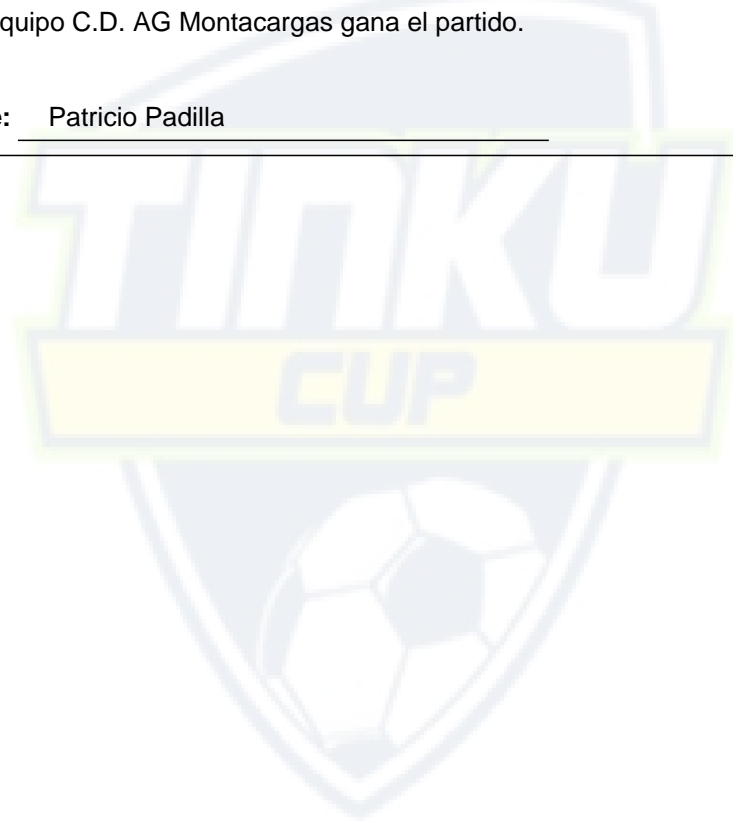 quipo C.D. AG Montacargas gana el partido.
e: Patricio Padilla
TINKU
CUP